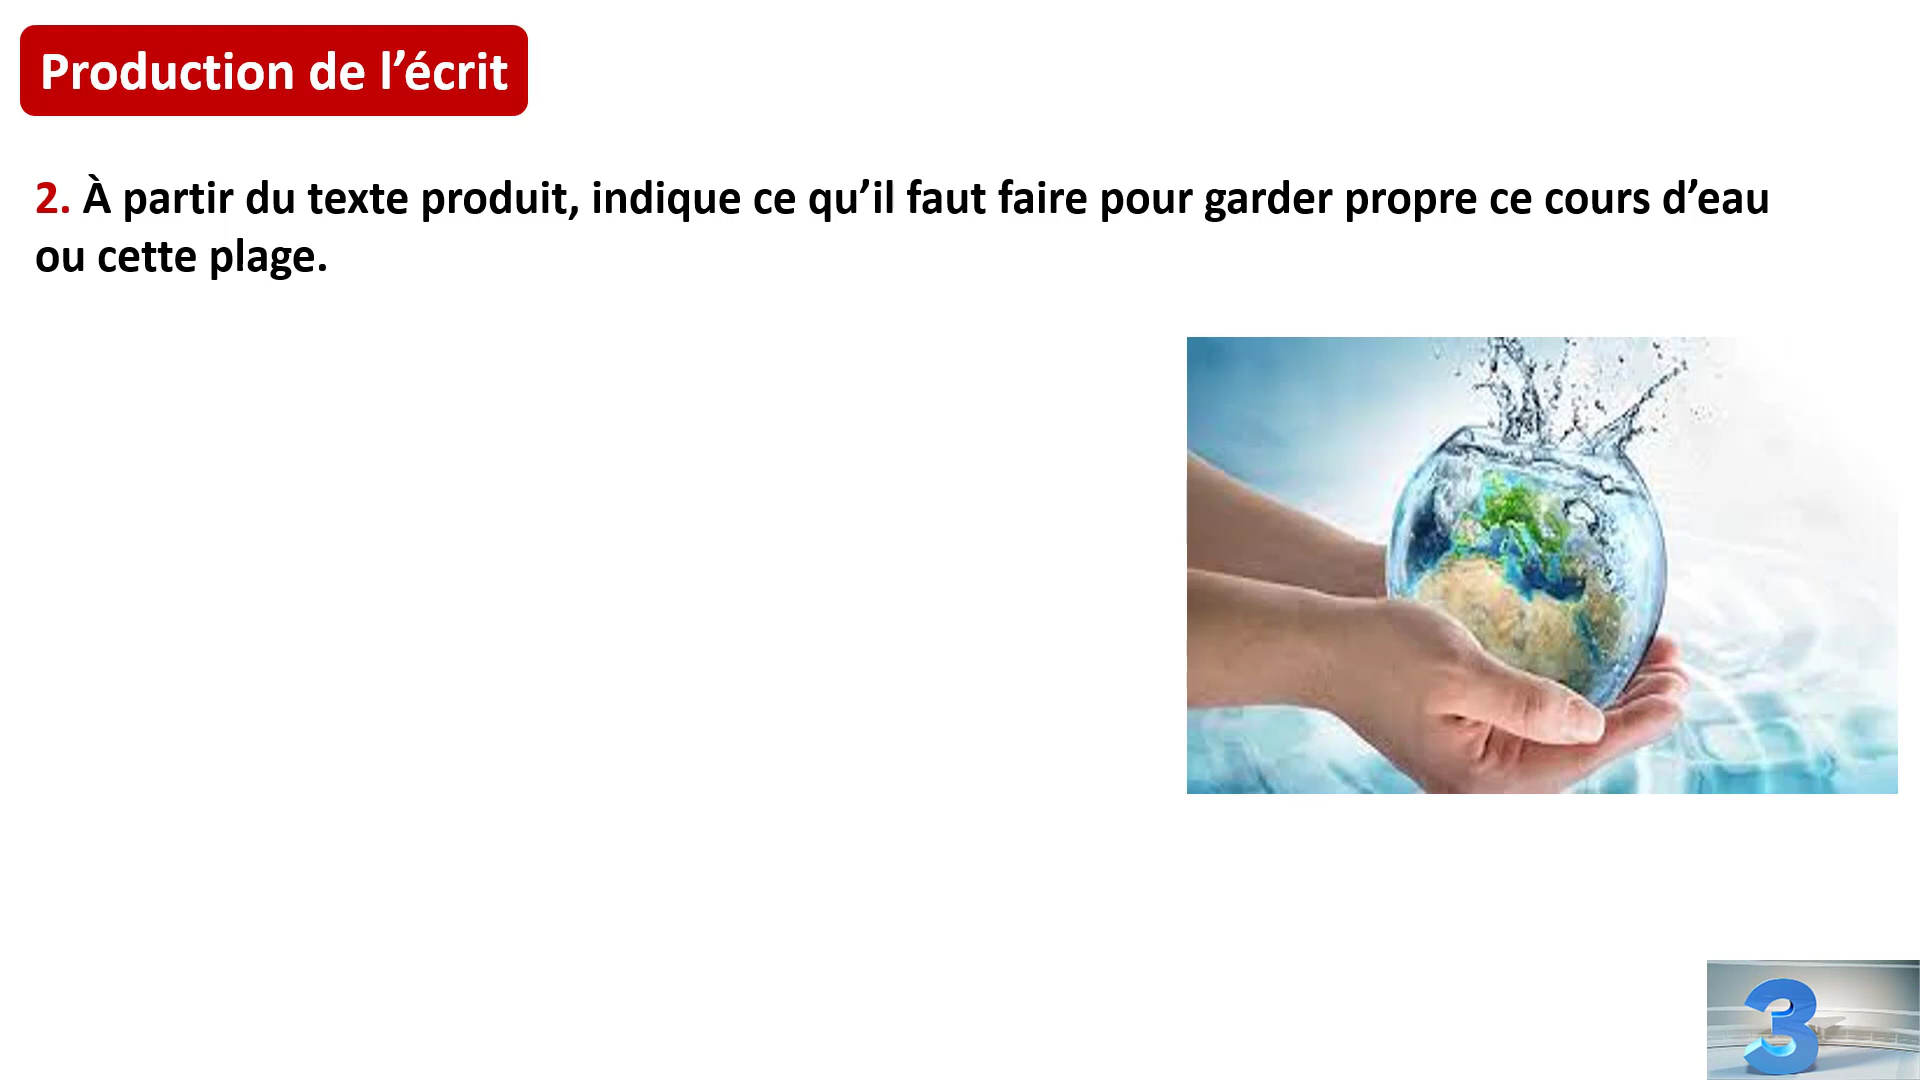 Production de l’écrit
2. À partir du texte produit, indique ce qu’il faut faire pour garder propre ce cours d’eau
ou cette plage.
3